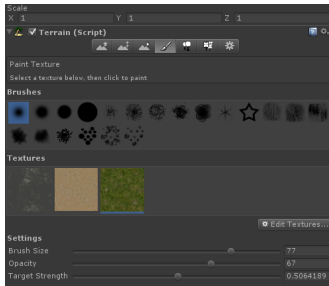 Scale
X 1 Y 1 Z 1
Terrain (Script)
Paint Texture
Select a texture below, then click to paint
Brushes
Textures
Edit Textures...
Settings
Brush Size 77
Opacity 67
Target Strength 0.5064189